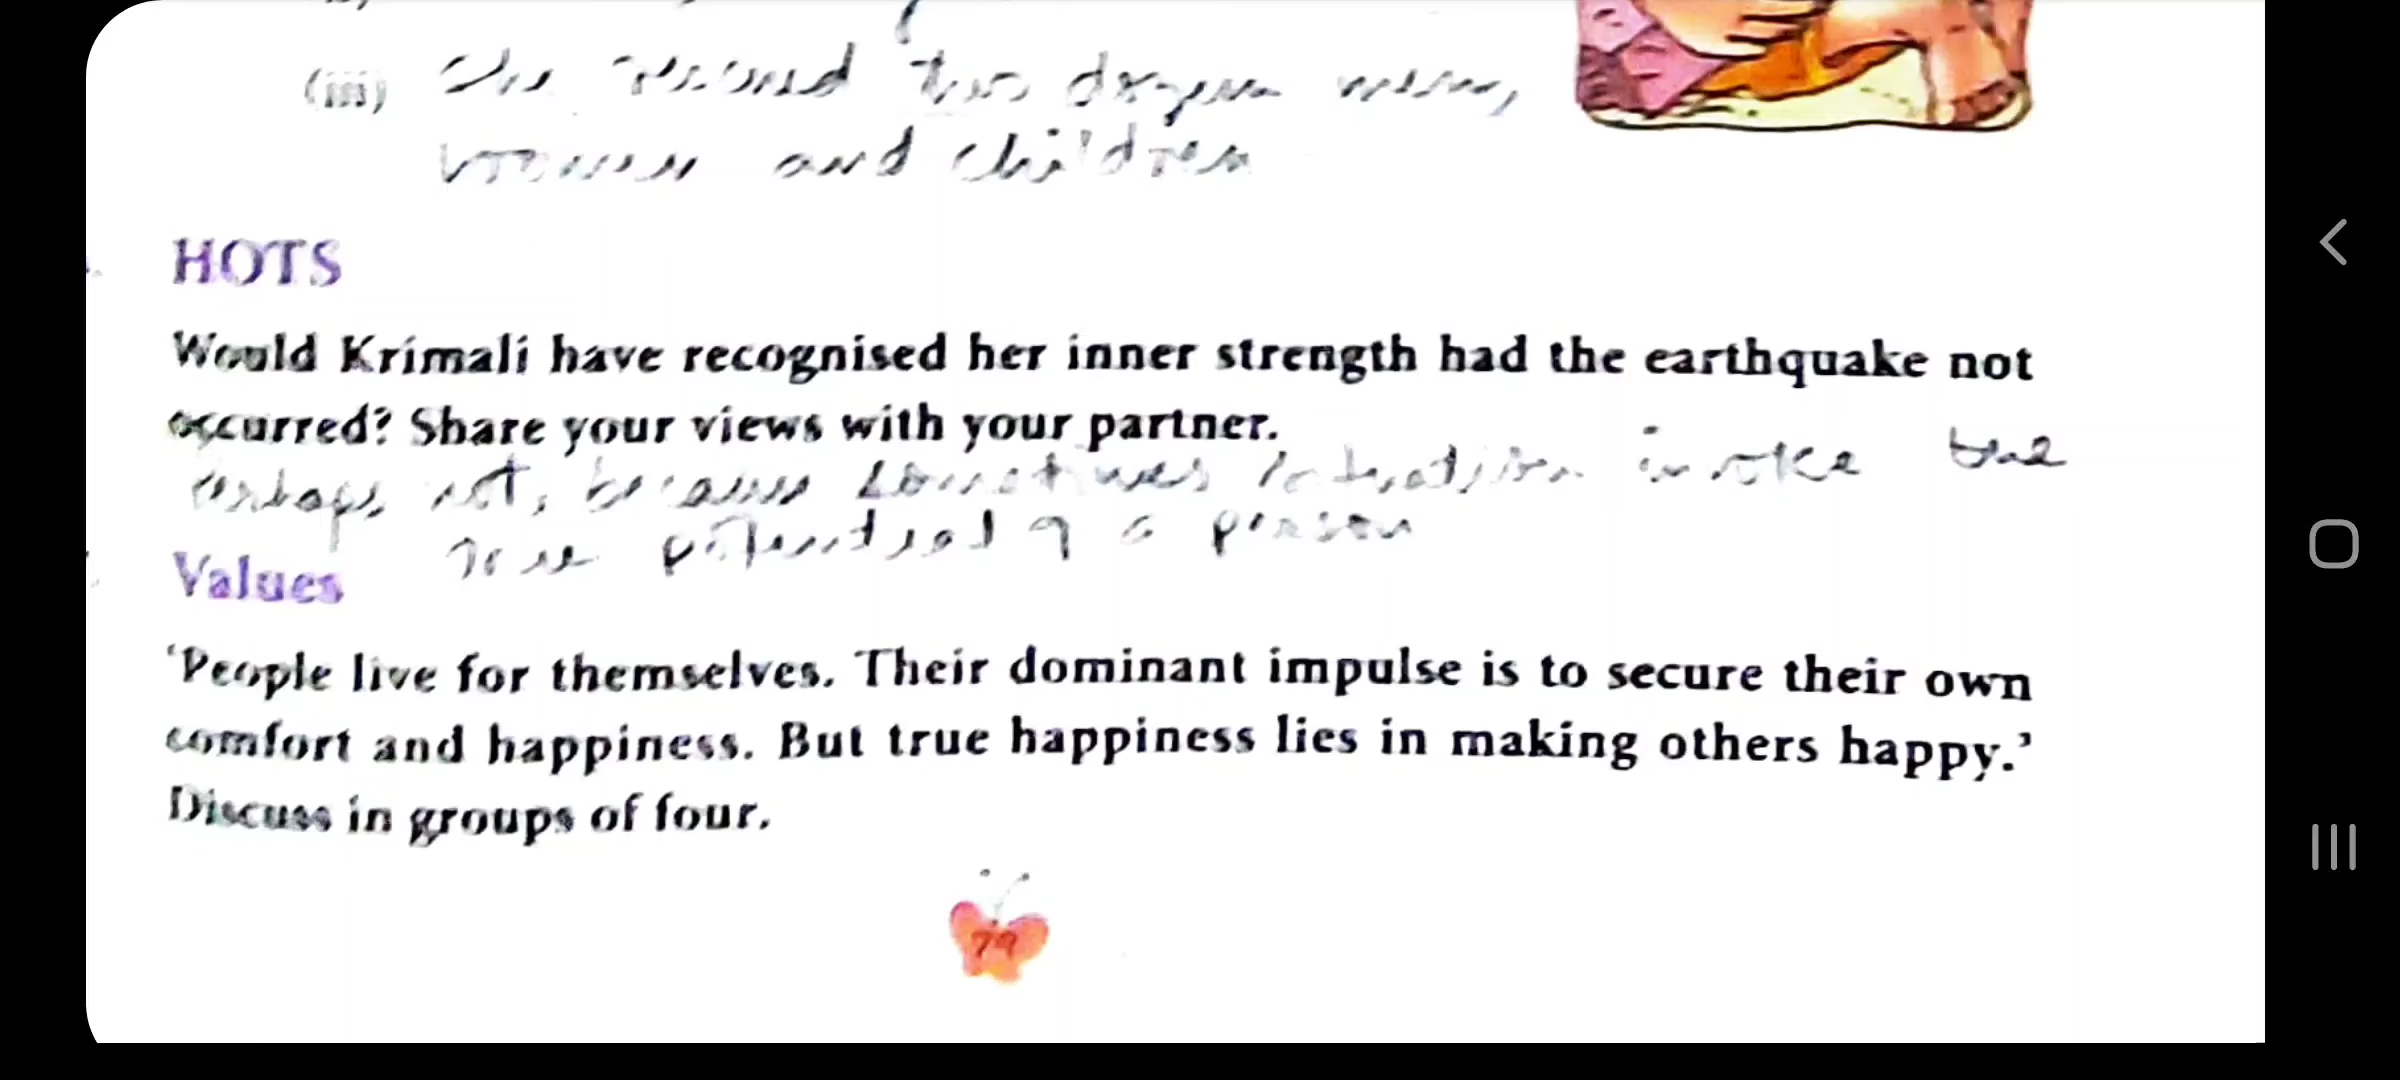 (iii) She rescued two dozen men,
women and children
HOTS
Would Krimali have recognised her inner strength had the earthquake not
occurred? Share your views with your partner.
perhaps not, because sometimes invoke the
true potential of a person
Values
‘People live for themselves. Their dominant impulse is to secure their own
comfort and happiness. But true happiness lies in making others happy.’
Discuss in groups of four.
79